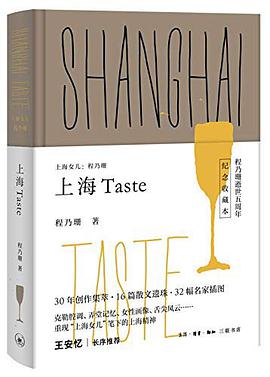 SHANGHAI
TASTE
上海女儿：程乃珊
上海 Taste
程乃珊 著
程乃珊逝世五周年
纪念收藏本
TASTE
30年创作集萃·16篇散文遗珠·32幅名家插图
克勒腔调、弄堂记忆、女性画像、舌尖风云……
重现“上海女儿”笔下的上海精神
王安忆 长序推荐
生活·读书·新知 三联书店
SHANGHAI
TASTE
上海 Taste